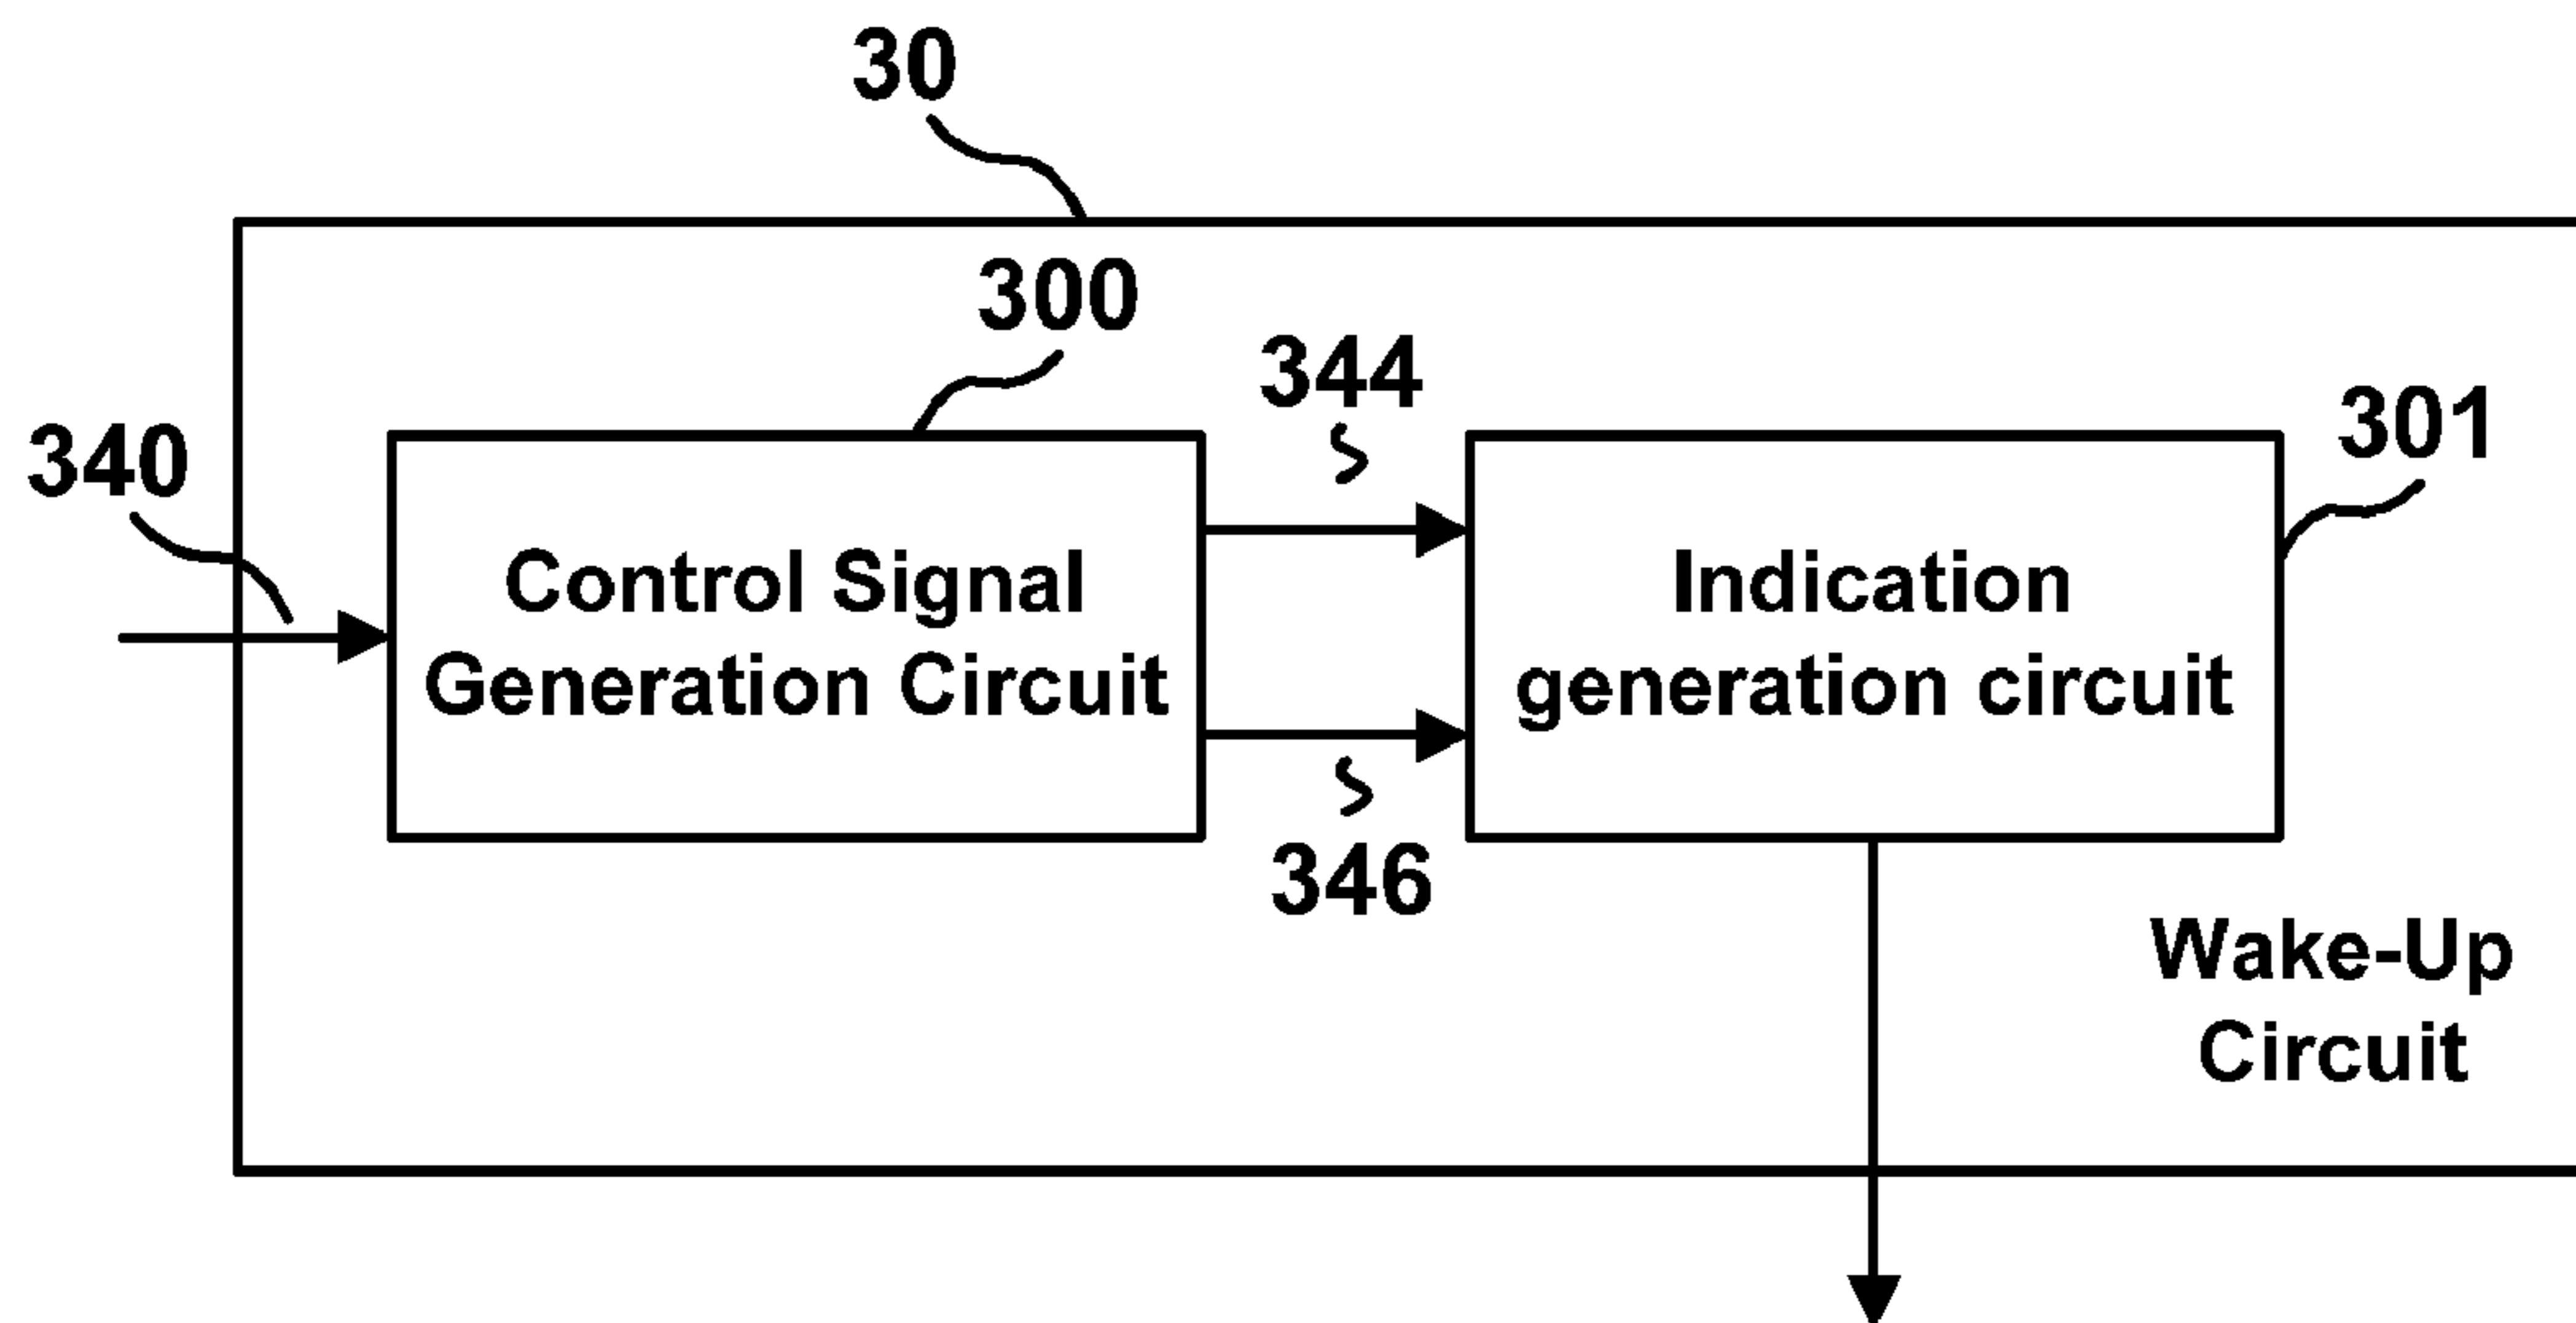 30
300
344
301
340
Control Signal
Generation Circuit
Indication
generation circuit
346
Wake-Up
Circuit